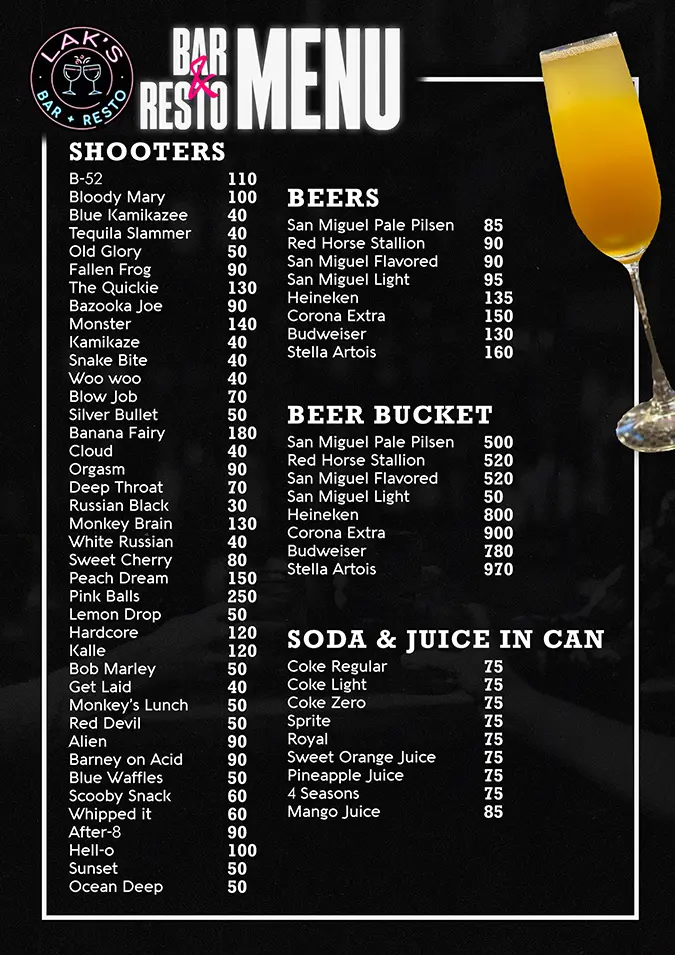 LAK'S
BAR + RESTO
BAR
&
RESTO
MENU
SHOOTERS
B-52 110
Bloody Mary 100
Blue Kamikazee 40
Tequila Slammer 40
Old Glory 50
Fallen Frog 90
The Quickie 130
Bazooka Joe 90
Monster 140
Kamikaze 40
Snake Bite 40
Woo woo 40
Blow Job 70
Silver Bullet 50
Banana Fairy 180
Cloud 40
Orgasm 90
Deep Throat 70
Russian Black 30
Monkey Brain 130
White Russian 40
Sweet Cherry 80
Peach Dream 150
Pink Balls 250
Lemon Drop 50
Hardcore 120
Kalle 120
Bob Marley 50
Get Laid 40
Monkey's Lunch 50
Red Devil 50
Alien 90
Barney on Acid 90
Blue Waffles 50
Scooby Snack 60
Whipped it 60
After-8 90
Hell-o 100
Sunset 50
Ocean Deep 50
BEERS
San Miguel Pale Pilsen 85
Red Horse Stallion 90
San Miguel Flavored 90
San Miguel Light 95
Heineken 135
Corona Extra 150
Budweiser 130
Stella Artois 160
BEER BUCKET
San Miguel Pale Pilsen 500
Red Horse Stallion 520
San Miguel Flavored 520
San Miguel Light 50
Heineken 800
Corona Extra 900
Budweiser 780
Stella Artois 970
SODA & JUICE IN CAN
Coke Regular 75
Coke Light 75
Coke Zero 75
Sprite 75
Royal 75
Sweet Orange Juice 75
Pineapple Juice 75
4 Seasons 75
Mango Juice 85